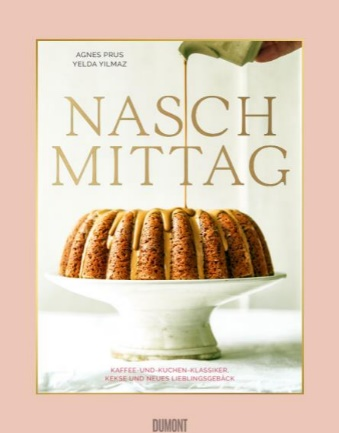 AGNES PRUS
YELDA YILMAZ
NASCH
MITTAG
KAFFEE-UND-KUCHEN-KLASSIKER,
KEKSE UND NEUES LIEBLINGSGEBÄCK
DUMONT